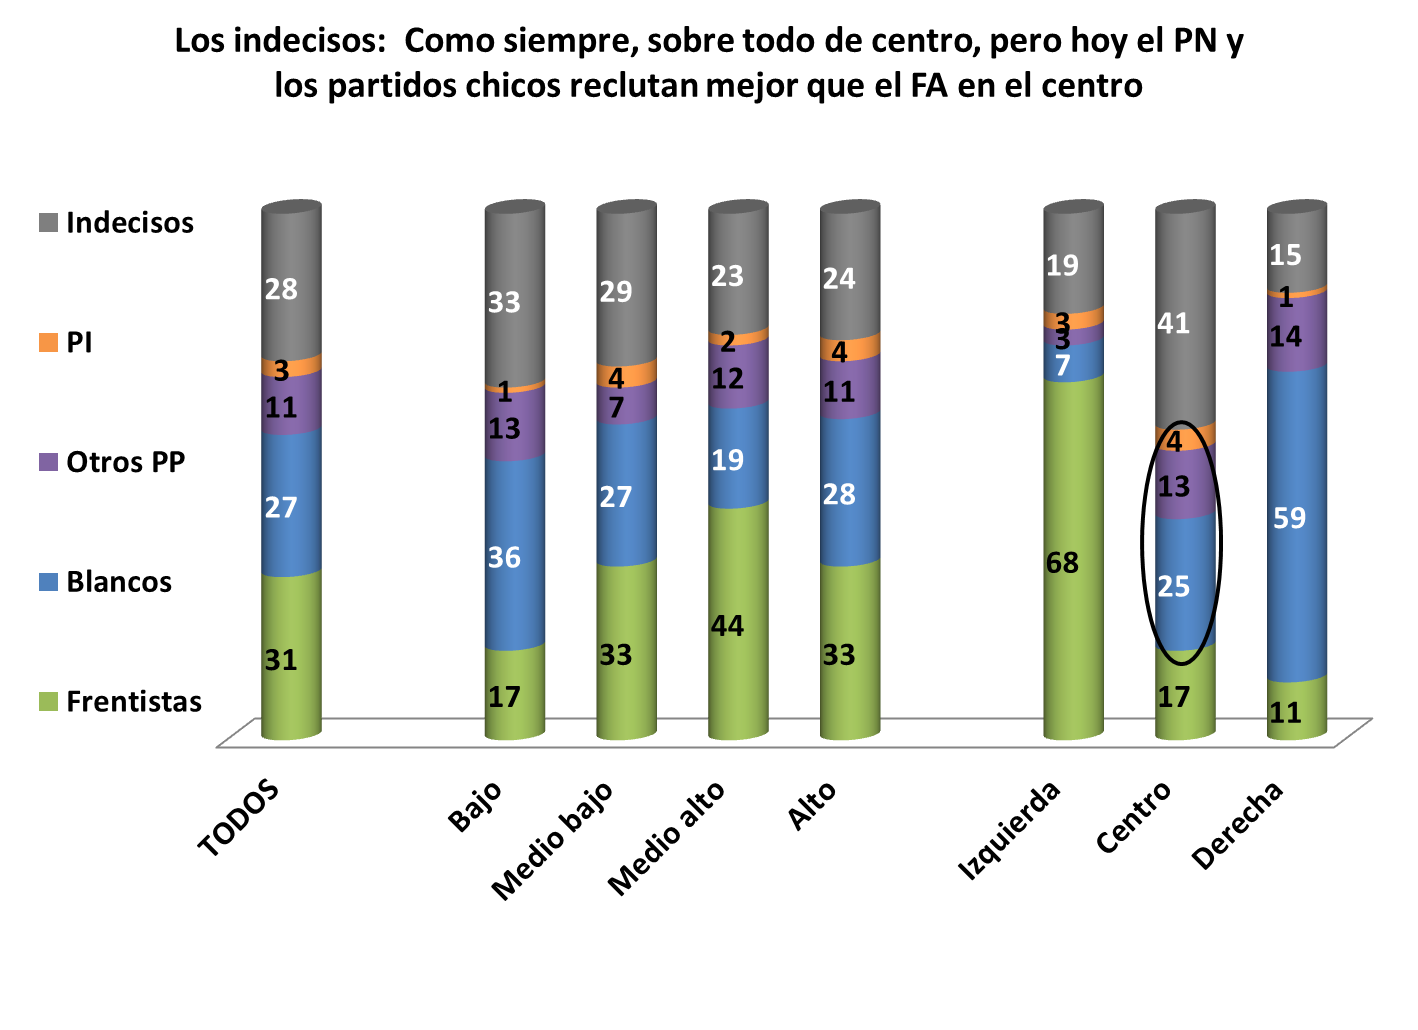 Los indecisos:  Como siempre, sobre todo de centro, pero hoy el PN y
los partidos chicos reclutan mejor que el FA en el centro
Indecisos
PI
Otros PP
Blancos
Frentistas
28
3
11
27
31
33
1
13
36
17
29
4
7
27
33
23
2
12
19
44
24
4
11
28
33
19
3
3
7
68
41
4
13
25
17
15
1
14
59
11
TODOS
Bajo
Medio bajo
Medio alto
Alto
Izquierda
Centro
Derecha